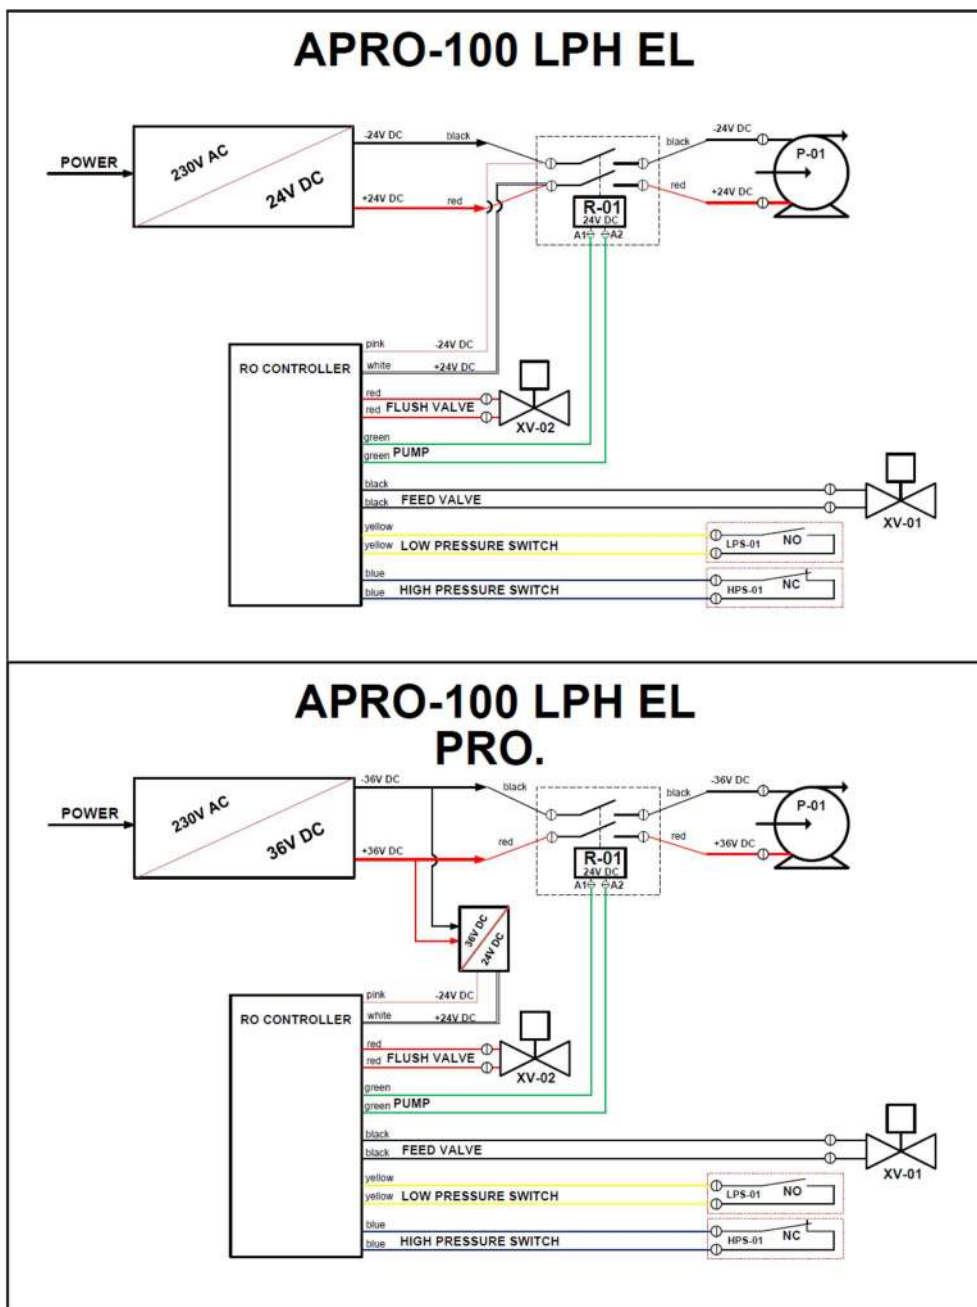 APRO-100 LPH EL
-24V DC
black
black
-24V DC
POWER
230V AC
24V DC
P-01
+24V DC
red
red
+24V DC
R-01
24V DC
A1
A2
RO CONTROLLER
pink
-24V DC
white
+24V DC
red
red FLUSH VALVE
XV-02
green
green PUMP
black
black FEED VALVE
XV-01
yellow
yellow LOW PRESSURE SWITCH
LPS-01 NO
blue
blue HIGH PRESSURE SWITCH
HPS-01 NC
APRO-100 LPH EL
PRO.
-36V DC
black
black
-36V DC
POWER
230V AC
36V DC
P-01
+36V DC
red
red
+36V DC
R-01
24V DC
A1
A2
36V DC
24V DC
RO CONTROLLER
pink
-24V DC
white
+24V DC
red
red FLUSH VALVE
XV-02
green
green PUMP
black
black FEED VALVE
XV-01
yellow
yellow LOW PRESSURE SWITCH
LPS-01 NO
blue
blue HIGH PRESSURE SWITCH
HPS-01 NC